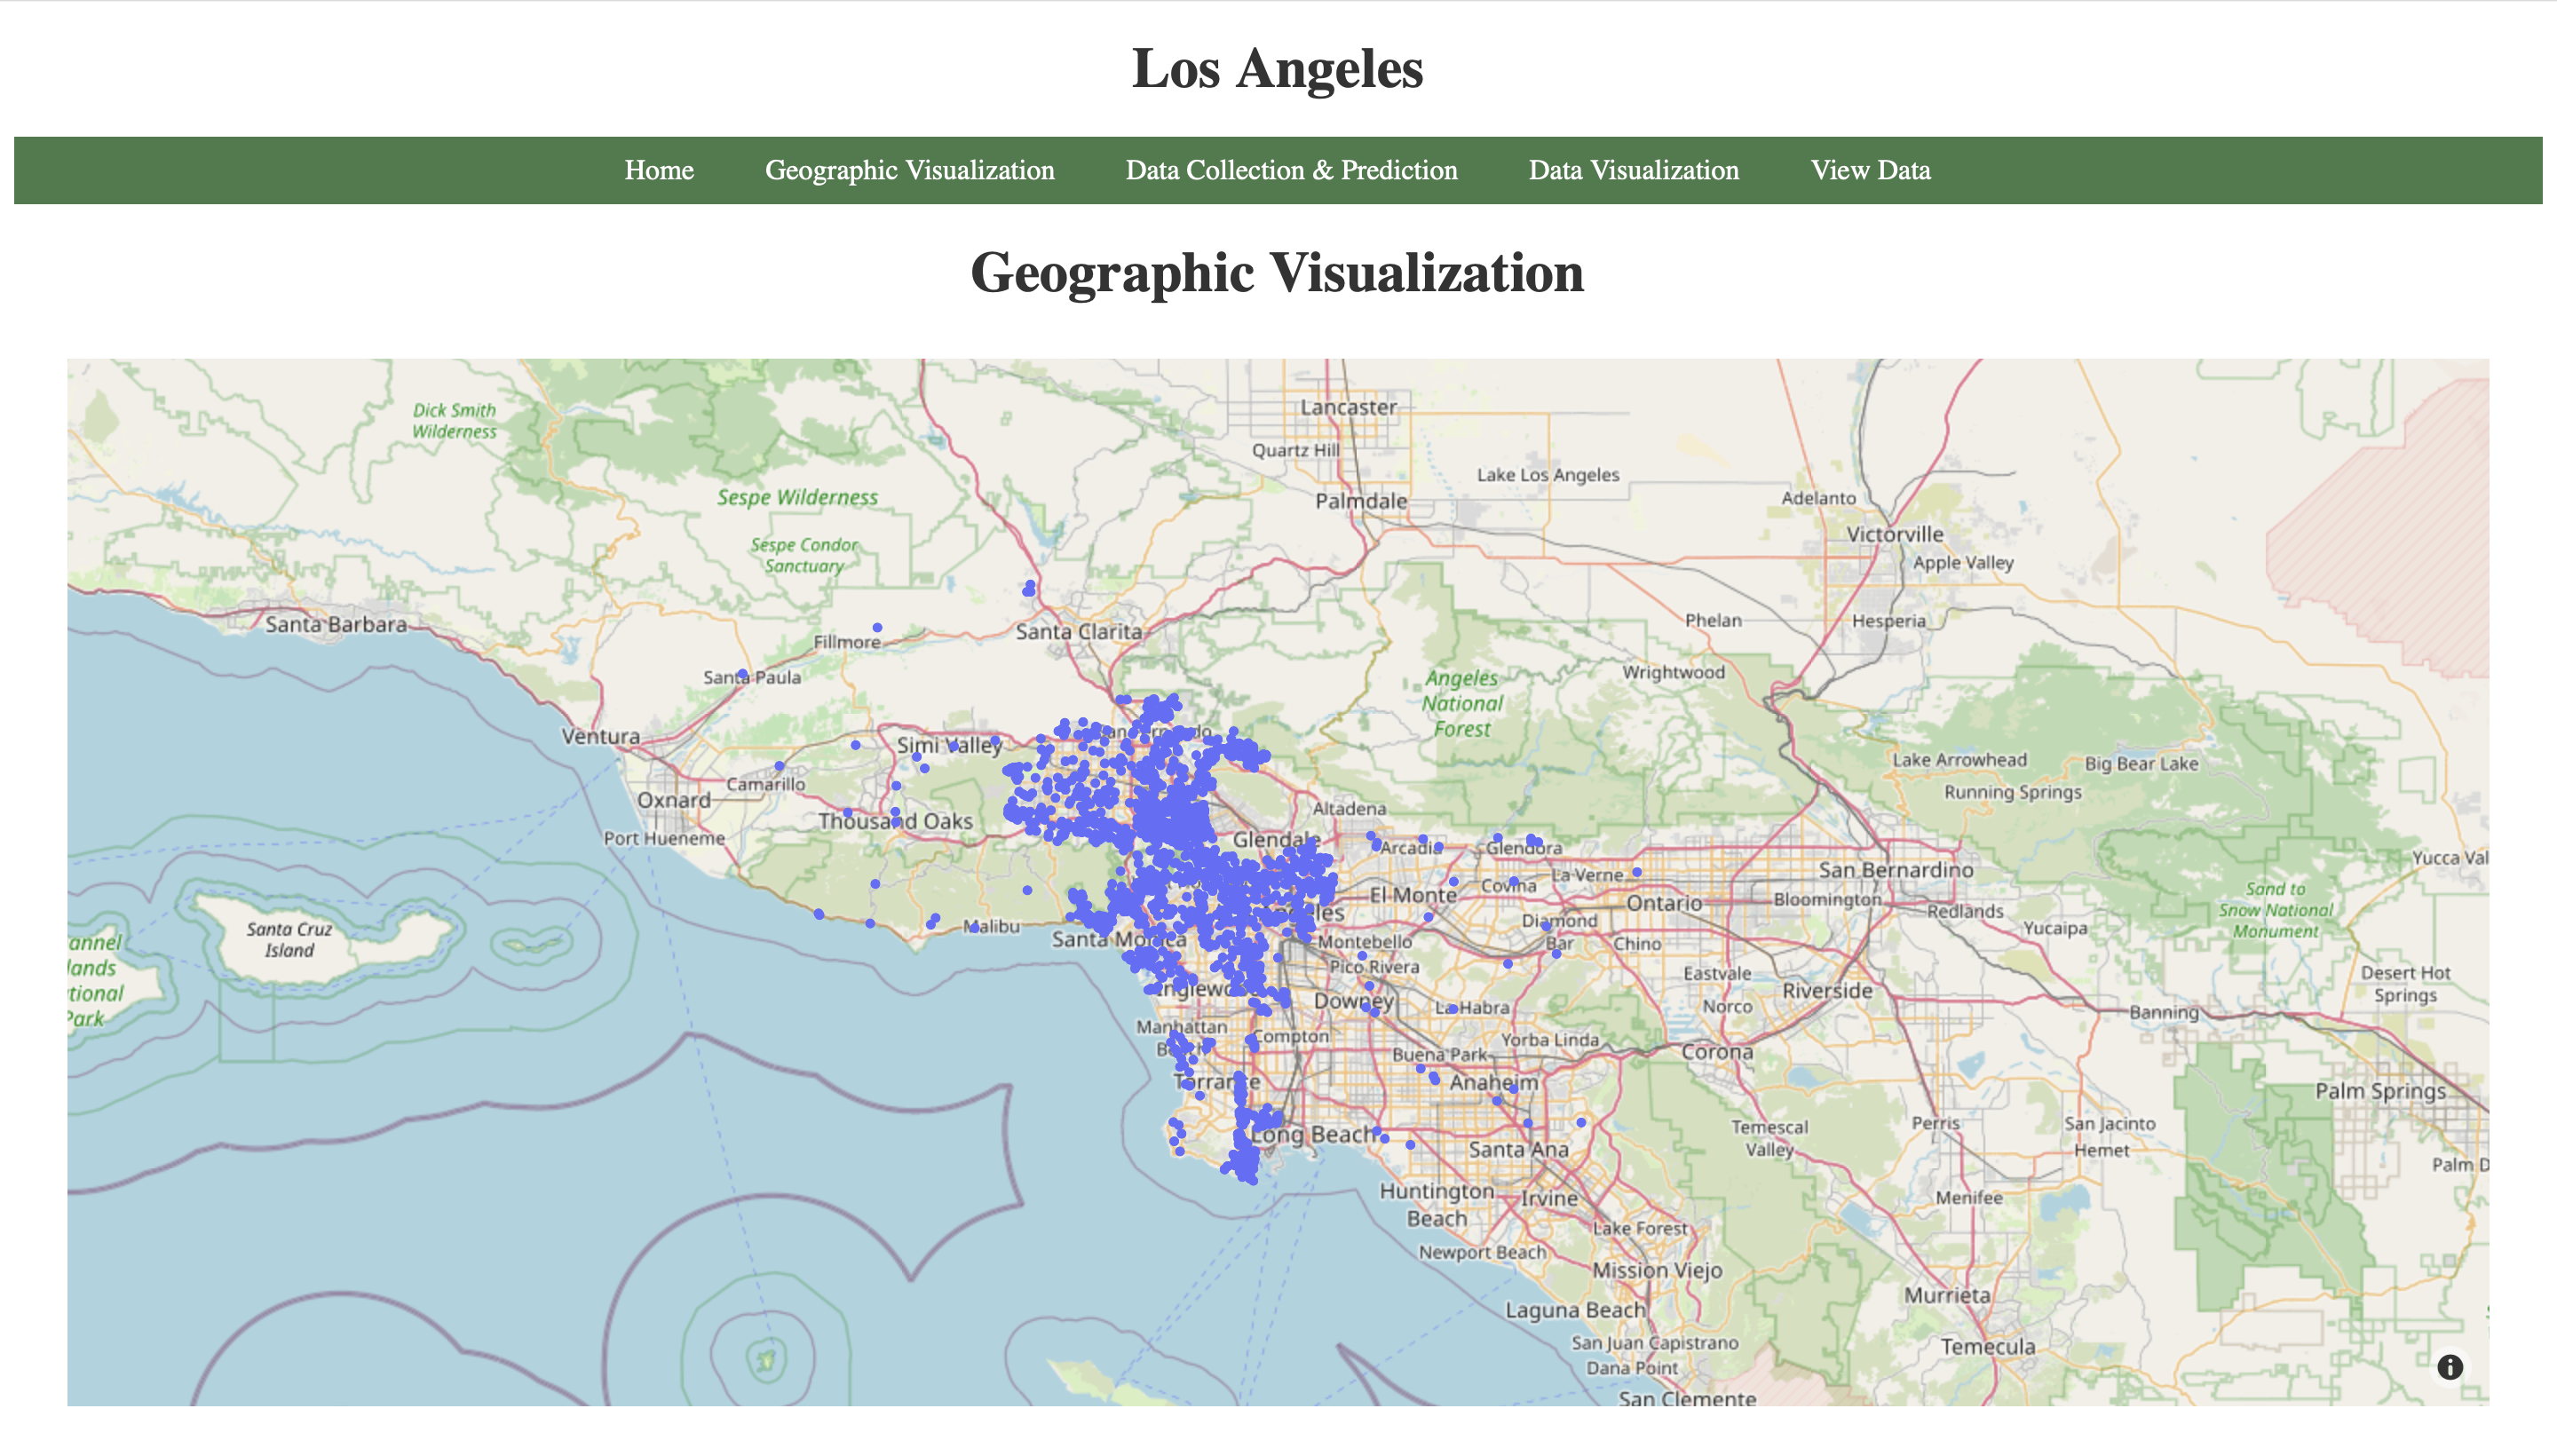 Los Angeles
Home Geographic Visualization Data Collection & Prediction Data Visualization View Data
Geographic Visualization
Dick Smith
Wilderness
Lancaster
Quartz Hill
Lake Los Angeles
Sespe Wilderness
Palmdale
Adelanto
Victorville
Sespe Condor
Sanctuary
Apple Valley
Santa Barbara
Fillmore
Santa Clarita
Phelan
Hesperia
Santa Paula
Angeles
National
Forest
Wrightwood
Ventura
Simi Valley
Lake Arrowhead
Big Bear Lake
Camarillo
Running Springs
Oxnard
Altadena
Thousand Oaks
Port Hueneme
Glendale
Arcadia
Glendora
Yucca Val
San Bernardino
La Verne
El Monte
Covina
Sand to
Snow National
Monument
Ontario
Bloomington
Redlands
Santa Cruz
Island
Malibu
Diamond
Bar
Yucaipa
annel
lands
tional
Park
Santa Monica
Montebello
Chino
Pico Rivera
Eastvale
Desert Hot
Springs
Riverside
Downey
La Habra
Norco
Banning
Manhattan
Compton
Yorba Linda
Buena Park
Corona
Torrance
Anaheim
Palm Springs
Long Beach
Temescal
Valley
Perris
San Jacinto
Hemet
Santa Ana
Palm D
Huntington
Beach
Irvine
Menifee
Lake Forest
Newport Beach
Mission Viejo
Murrieta
Laguna Beach
San Juan Capistrano
Temecula
Dana Point
San Clemente